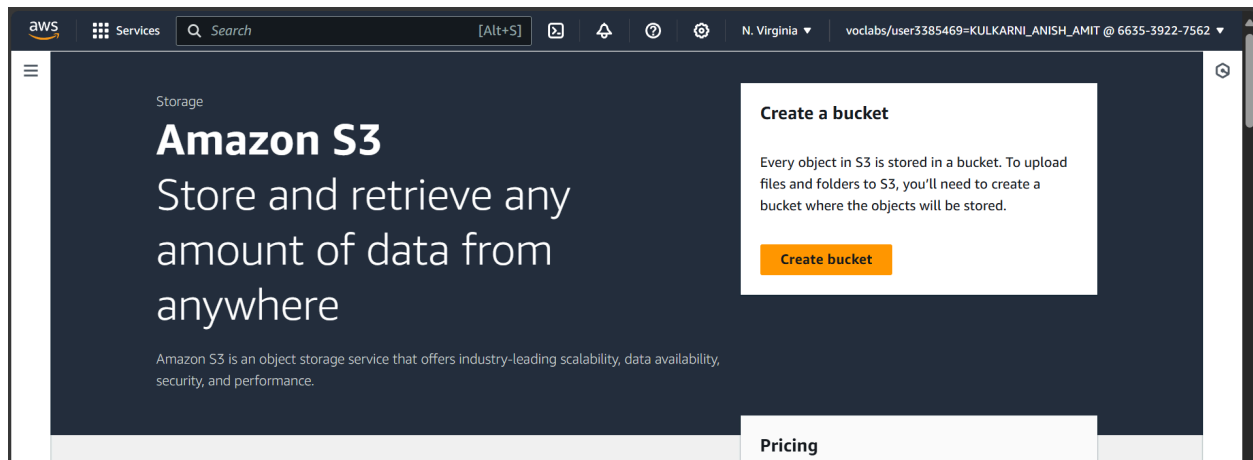 aws
Services
Search
[Alt+S]
N. Virginia ▼
voclabs/user3385469=KULKARNI_ANISH_AMIT @ 6635-3922-7562 ▼
Storage
Amazon S3
Store and retrieve any
amount of data from
anywhere
Amazon S3 is an object storage service that offers industry-leading scalability, data availability,
security, and performance.
Create a bucket
Every object in S3 is stored in a bucket. To upload
files and folders to S3, you'll need to create a
bucket where the objects will be stored.
Create bucket
Pricing